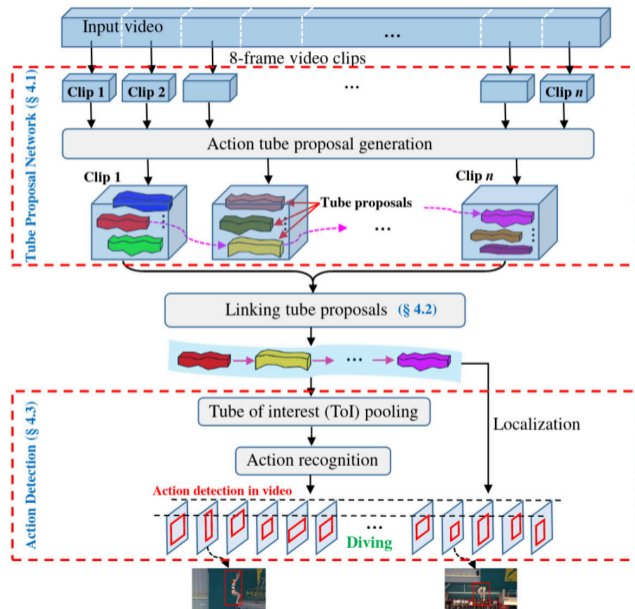 Input video
...
8-frame video clips
Clip 1
Clip 2
...
Clip n
Tube Proposal Network (§ 4.1)
Action tube proposal generation
Clip 1
Clip n
Tube proposals
...
Linking tube proposals (§ 4.2)
...
Action Detection (§ 4.3)
Tube of interest (ToI) pooling
Localization
Action recognition
Action detection in video
...
Diving